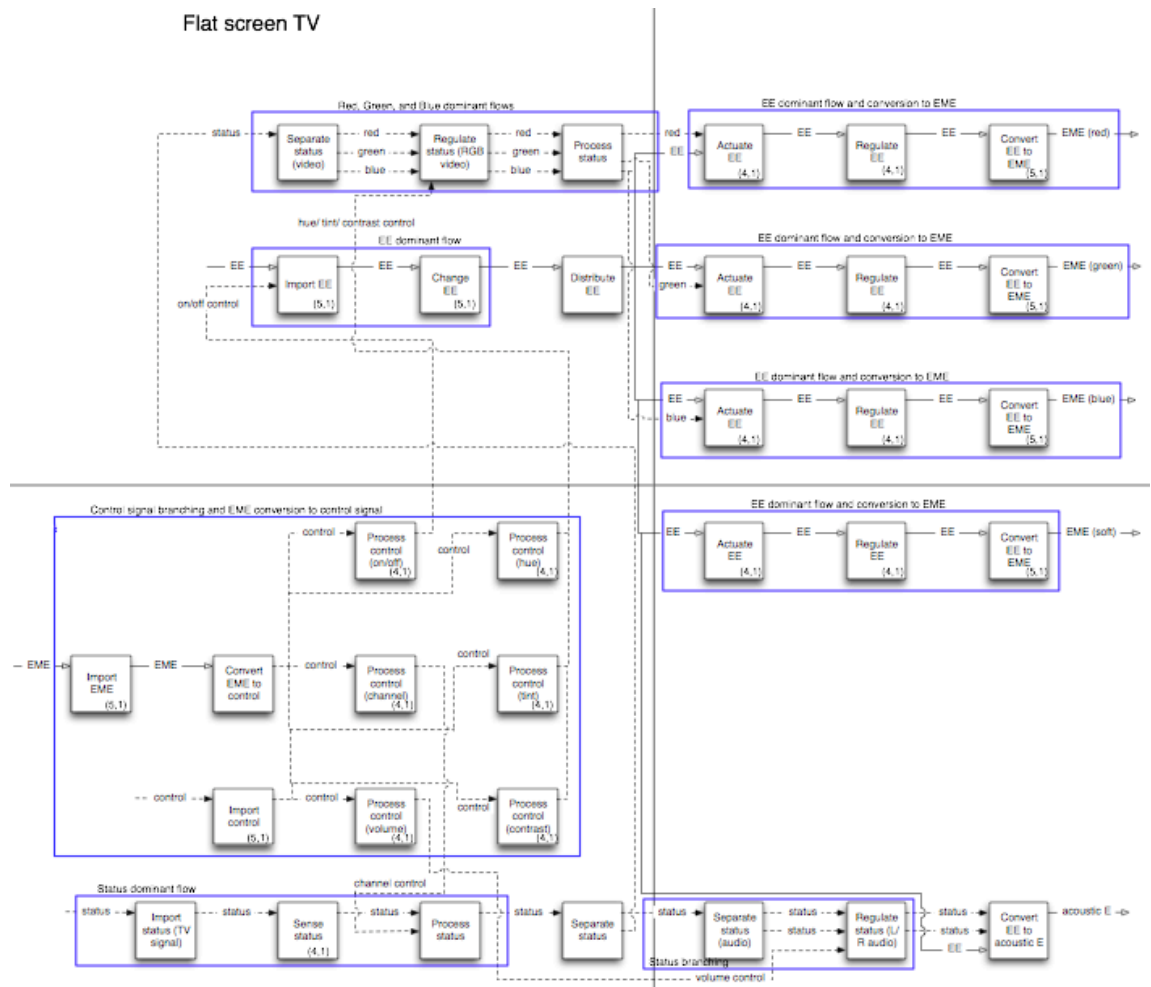 Flat screen TV
Red, Green, and Blue dominant flows
EE dominant flow and conversion to EME
status
Separate
status
(video)
red
green
blue
Regulate
status (RGB
video)
red
green
blue
Process
status
red
EE
Actuate
EE
(4,1)
EE
Regulate
EE
(4,1)
EE
Convert
EE to
EME
(5,1)
EME (red)
hue/ tint/ contrast control
EE dominant flow
EE dominant flow and conversion to EME
EE
on/off control
Import EE
(5,1)
EE
Change
EE
(5,1)
EE
Distribute
EE
EE
green
Actuate
EE
(4,1)
EE
Regulate
EE
(4,1)
EE
Convert
EE to
EME
(5,1)
EME (green)
EE dominant flow and conversion to EME
EE
blue
Actuate
EE
(4,1)
EE
Regulate
EE
(4,1)
EE
Convert
EE to
EME
(5,1)
EME (blue)
Control signal branching and EME conversion to control signal
EE dominant flow and conversion to EME
control
Process
control
(on/off)
(4,1)
control
Process
control
(hue)
(4,1)
EE
Actuate
EE
(4,1)
EE
Regulate
EE
(4,1)
EE
Convert
EE to
EME
(5,1)
EME (soft)
EME
Import
EME
(5,1)
EME
Convert
EME to
control
control
Process
control
(channel)
(4,1)
control
Process
control
(tint)
(4,1)
control
Import
control
(5,1)
control
Process
control
(volume)
(4,1)
control
Process
control
(contrast)
(4,1)
Status dominant flow
channel control
status
Import
status (TV
signal)
status
Sense
status
(4,1)
status
Process
status
status
Separate
status
status
Separate
status
(audio)
status
status
Regulate
status (L/
R audio)
status
status
EE
Convert
EE to
acoustic E
acoustic E
Status branching
volume control